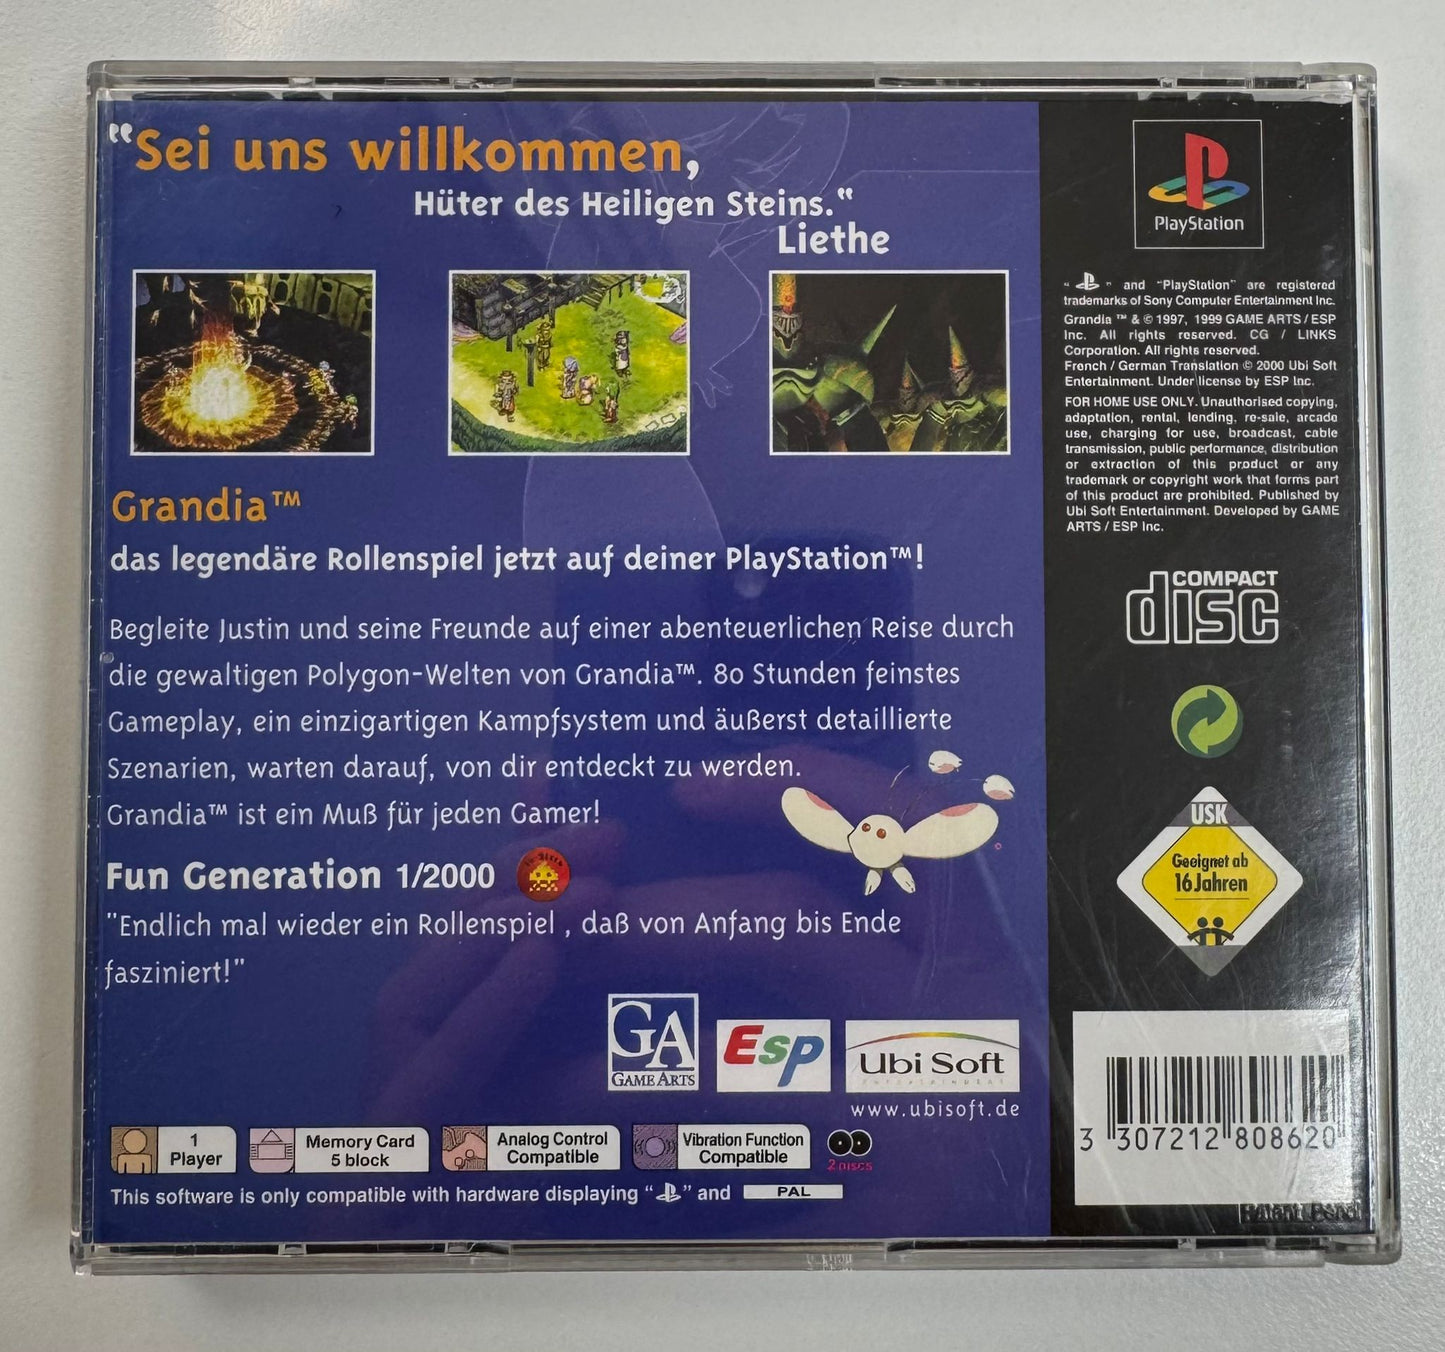 "Sei uns willkommen,
Hüter des Heiligen Steins."
Liethe
Grandia™
das legendäre Rollenspiel jetzt auf deiner PlayStation™!
Begleite Justin und seine Freunde auf einer abenteuerlichen Reise durch
die gewaltigen Polygon-Welten von Grandia™. 80 Stunden feinstes
Gameplay, ein einzigartigen Kampfsystem und äußerst detaillierte
Szenarien, warten darauf, von dir entdeckt zu werden.
Grandia™ ist ein Muß für jeden Gamer!
Fun Generation 1/2000
"Endlich mal wieder ein Rollenspiel , daß von Anfang bis Ende
fasziniert!"
GA
GAME ARTS
Esp
Ubi Soft
ENTERTAINMENT
www.ubisoft.de
1
Player
Memory Card
5 block
Analog Control
Compatible
Vibration Function
Compatible
2 DISCS
This software is only compatible with hardware displaying " " and PAL
PlayStation
" " and "PlayStation" are registered
trademarks of Sony Computer Entertainment Inc.
Grandia ™ & © 1997, 1999 GAME ARTS / ESP
Inc. All rights reserved. CG / LINKS
Corporation. All rights reserved.
French / German Translation © 2000 Ubi Soft
Entertainment. Under license by ESP Inc.
FOR HOME USE ONLY. Unauthorised copying,
adaptation, rental, lending, re-sale, arcade
use, charging for use, broadcast, cable
transmission, public performance, distribution
or extraction of this product or any
trademark or copyright work that forms part
of this product are prohibited. Published by
Ubi Soft Entertainment. Developed by GAME
ARTS / ESP Inc.
COMPACT
disc
USK
Geeignet ab
16 Jahren
3 307212 808620